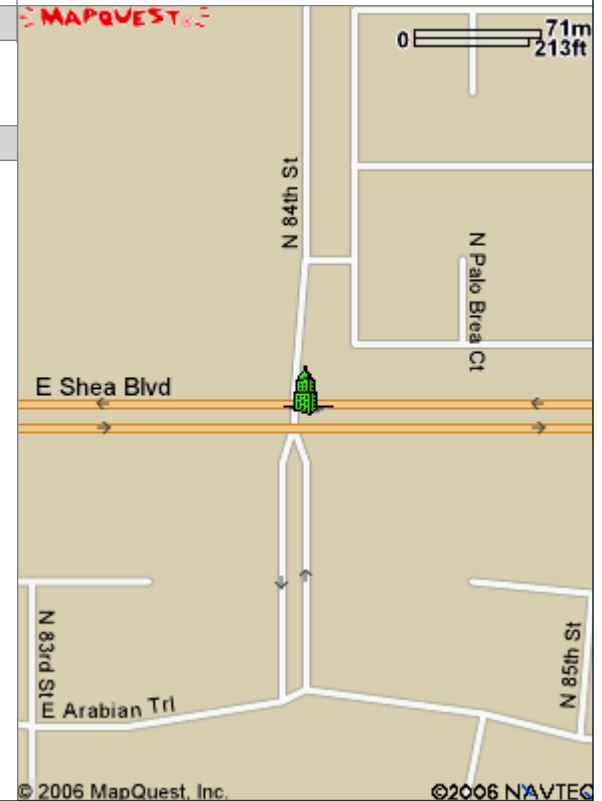 MAPQUEST®
0 71m
213ft
N 84th St
N Palo Brea Ct
E Shea Blvd
N 83rd St
N 85th St
E Arabian Trl
© 2006 MapQuest, Inc. ©2006 NAVTEQ